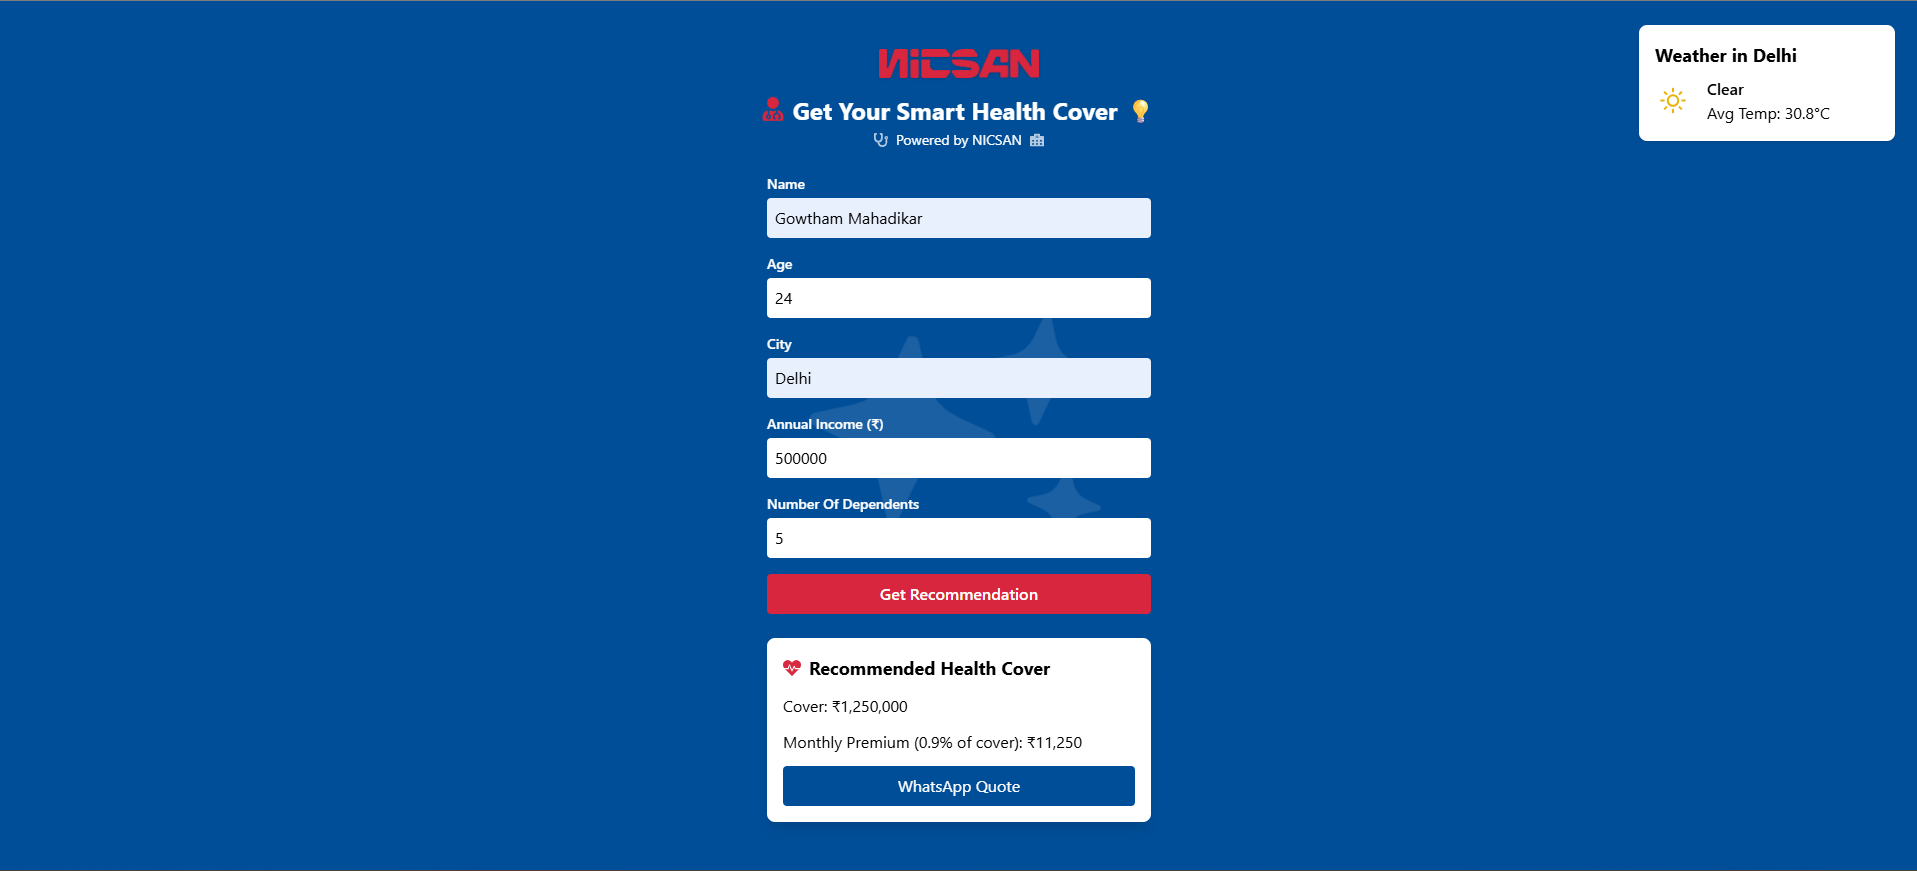 NICSAN
Get Your Smart Health Cover
Powered by NICSAN
Name
Gowtham Mahadikar
Age
24
City
Delhi
Annual Income (₹)
500000
Number Of Dependents
5
Get Recommendation
Recommended Health Cover
Cover: ₹1,250,000
Monthly Premium (0.9% of cover): ₹11,250
WhatsApp Quote
Weather in Delhi
Clear
Avg Temp: 30.8°C